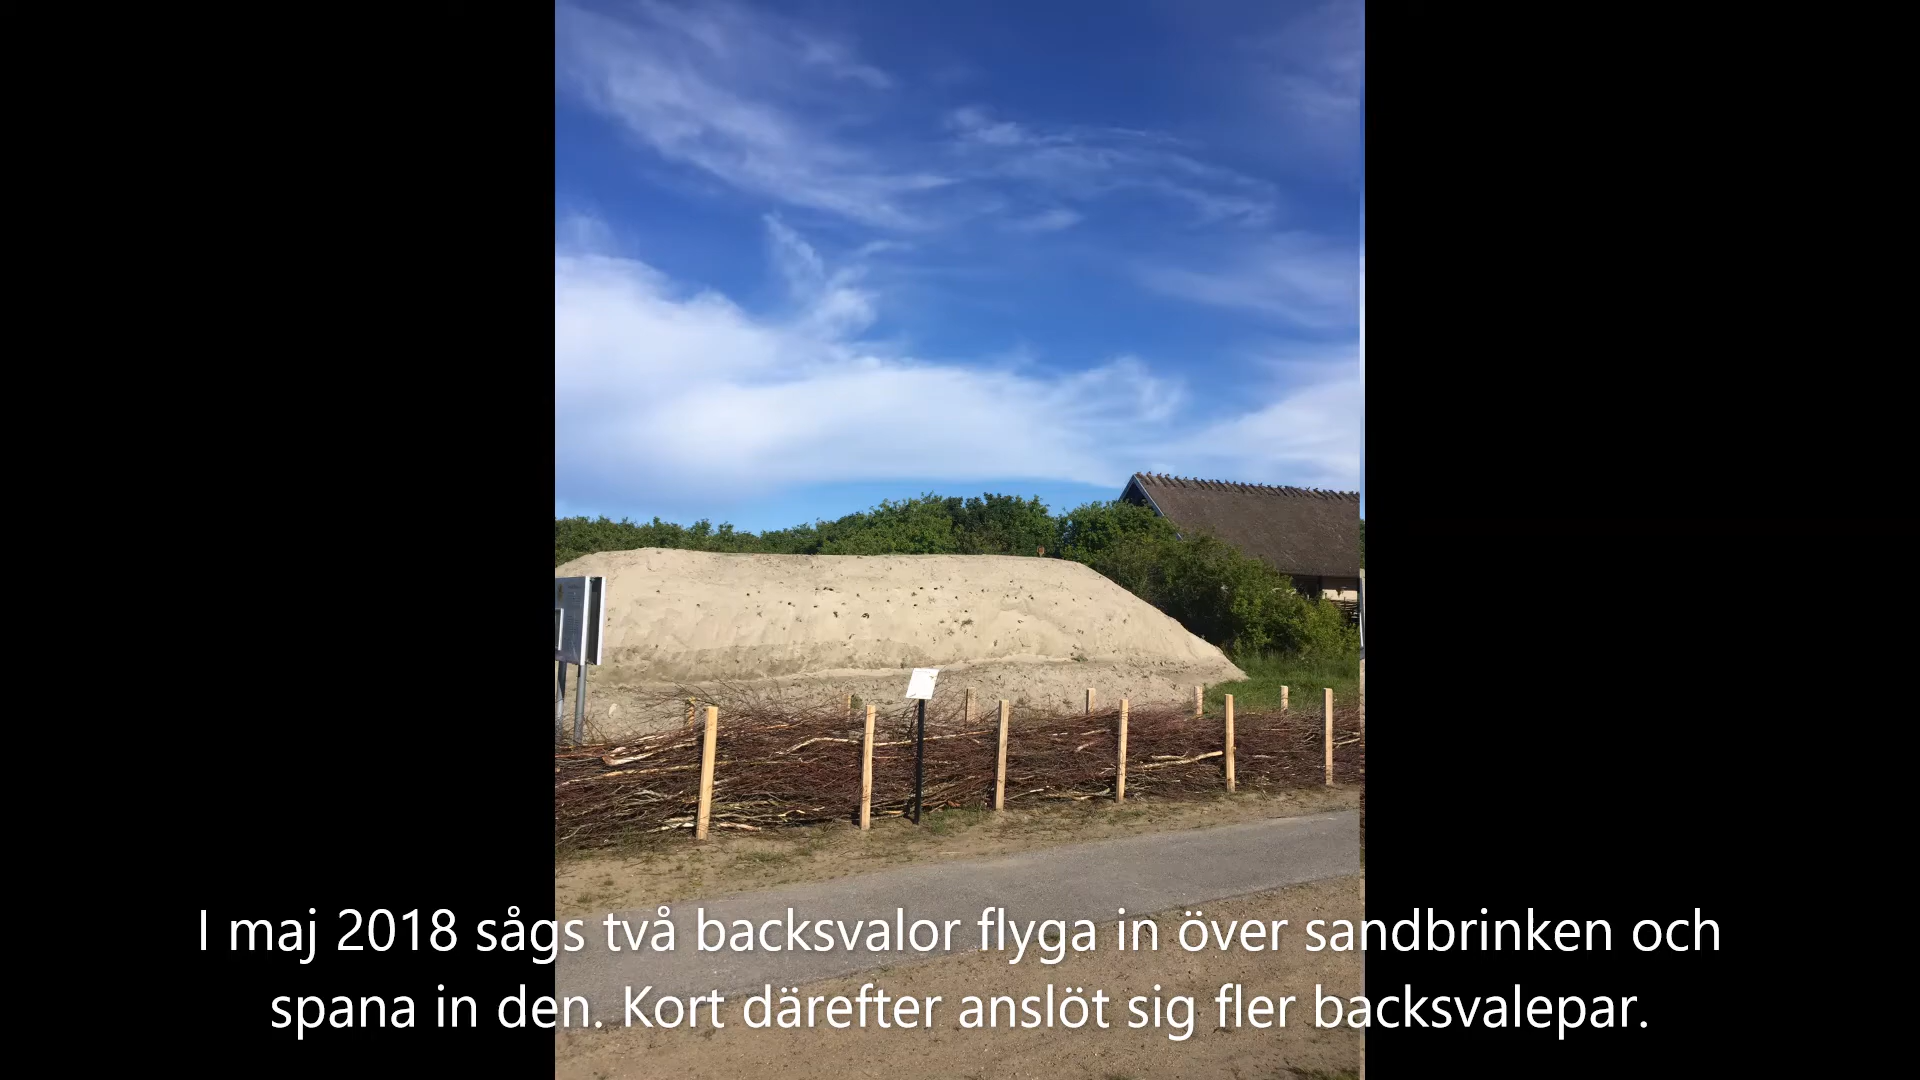 I maj 2018 sågs två backsvalor flyga in över sandbrinken och
spana in den. Kort därefter anslöt sig fler backsvalepar.